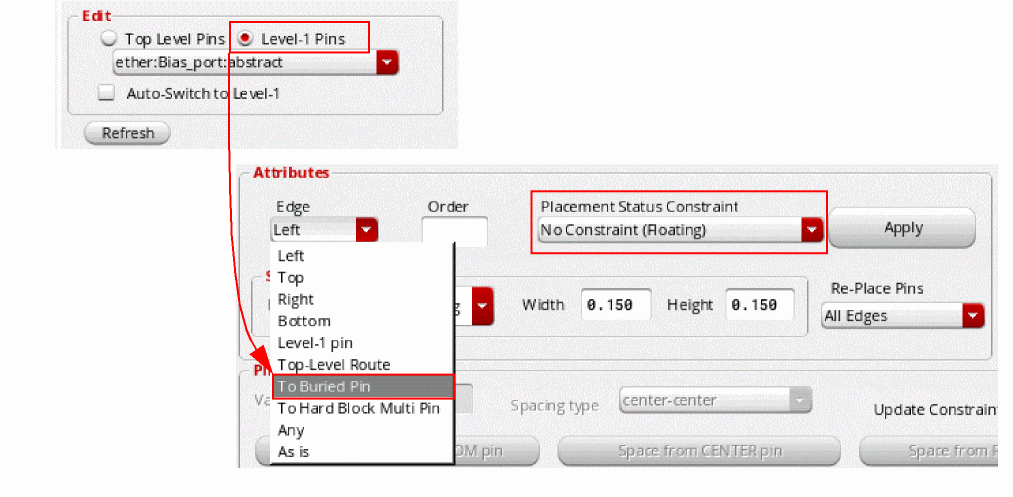 Edit
Top Level Pins
Level-1 Pins
ether:Bias_port:abstract
Auto-Switch to Level-1
Refresh
Attributes
Edge
Order
Placement Status Constraint
Left
No Constraint (Floating)
Apply
Left
Top
Right
Bottom
Level-1 pin
Top-Level Route
To Buried Pin
To Hard Block Multi Pin
Any
As is
Width
0.150
Height
0.150
Re-Place Pins
All Edges
Spacing type
center-center
Update Constrain
pin
Space from CENTER pin
Space from